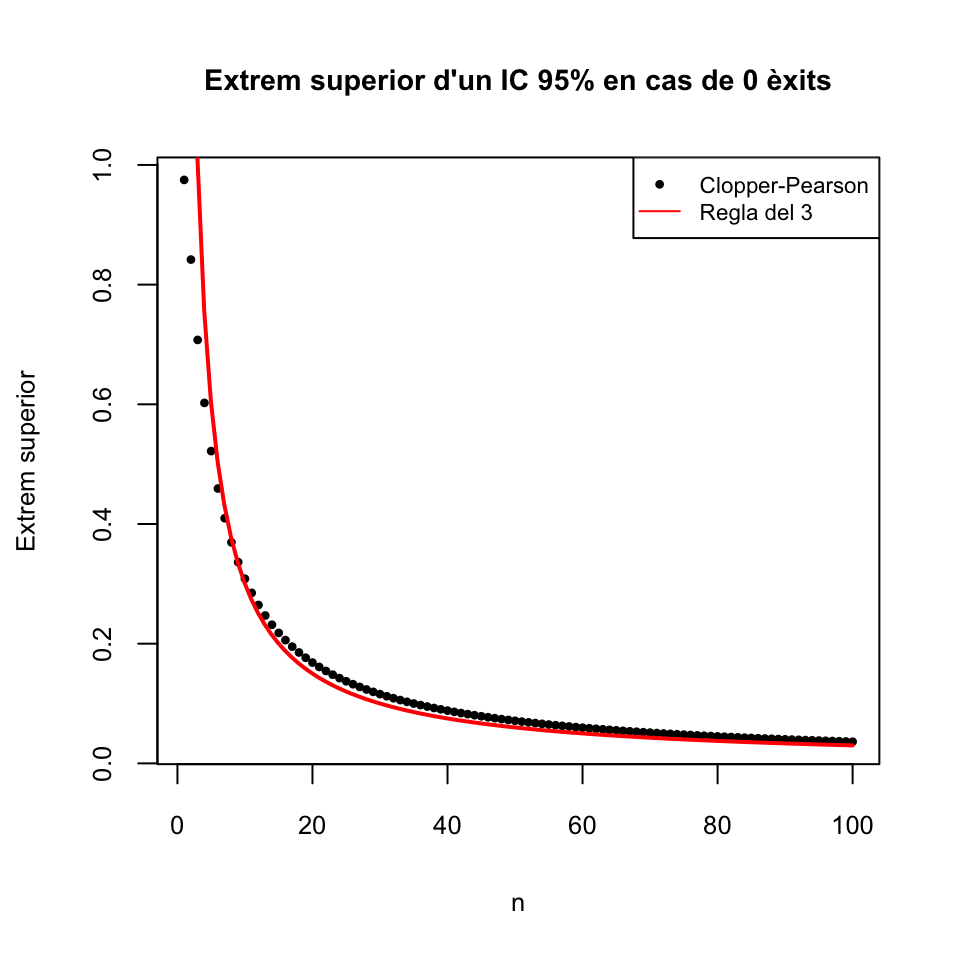 Extrem superior d'un IC 95% en cas de 0 èxits
Clopper-Pearson
Regla del 3
Extrem superior
1.0
0.8
0.6
0.4
0.2
0.0
0 20 40 60 80 100
n